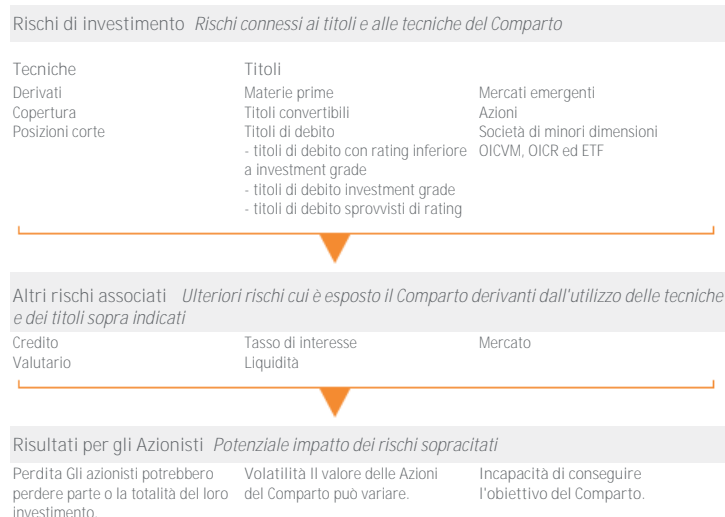 Rischi di investimento Rischi connessi ai titoli e alle tecniche del Comparto
Tecniche
Derivati
Copertura
Posizioni corte
Titoli
Materie prime
Titoli convertibili
Titoli di debito
- titoli di debito con rating inferiore
a investment grade
- titoli di debito investment grade
- titoli di debito sprovvisti di rating
Mercati emergenti
Azioni
Società di minori dimensioni
OICVM, OICR ed ETF
Altri rischi associati Ulteriori rischi cui è esposto il Comparto derivanti dall'utilizzo delle tecniche
e dei titoli sopra indicati
Credito
Valutario
Tasso di interesse
Liquidità
Mercato
Risultati per gli Azionisti Potenziale impatto dei rischi sopracitati
Perdita Gli azionisti potrebbero
perdere parte o la totalità del loro
investimento.
Volatilità Il valore delle Azioni
del Comparto può variare.
Incapacità di conseguire
l'obiettivo del Comparto.